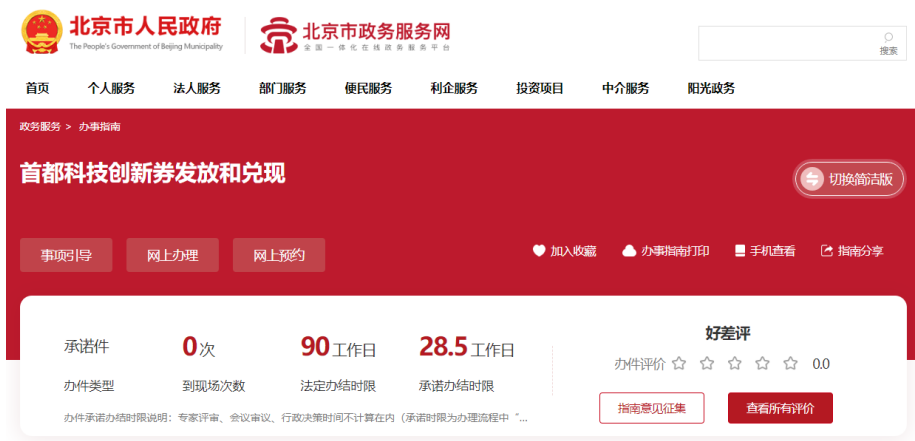 北京市人民政府
The People's Government of Beijing Municipality
北京市政务服务网
全国一体化在线政务服务平台
搜索
首页 个人服务 法人服务 部门服务 便民服务 利企服务 投资项目 中介服务 阳光政务
政务服务 > 办事指南
首都科技创新券发放和兑现
切换简洁版
事项引导 网上办理 网上预约 加入收藏 办事指南打印 手机查看 指南分享
好差评
承诺件 0次 90工作日 28.5工作日
办件评价 0.0
办件类型 到现场次数 法定办结时限 承诺办结时限
指南意见征集 查看所有评价
办件承诺办结时限说明：专家评审、会议审议、行政决策时间不计算在内（承诺时限为办理流程中“...